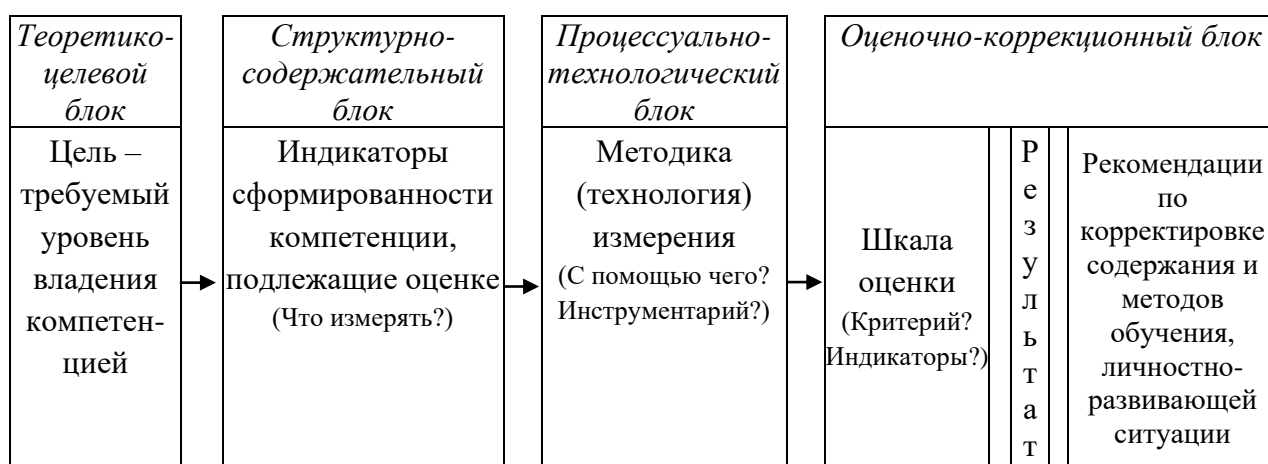 Теоретико-
целевой
блок
Цель –
требуемый
уровень
владения
компетен-
цией
Структурно-
содержательный
блок
Индикаторы
сформированности
компетенции,
подлежащие оценке
(Что измерять?)
Процессуально-
технологический
блок
Методика
(технология)
измерения
(С помощью чего?
Инструментарий?)
Оценочно-коррекционный блок
Шкала
оценки
(Критерий?
Индикаторы?)
Р
е
з
у
л
ь
т
а
т
Рекомендации
по
корректировке
содержания и
методов
обучения,
личностно-
развивающей
ситуации